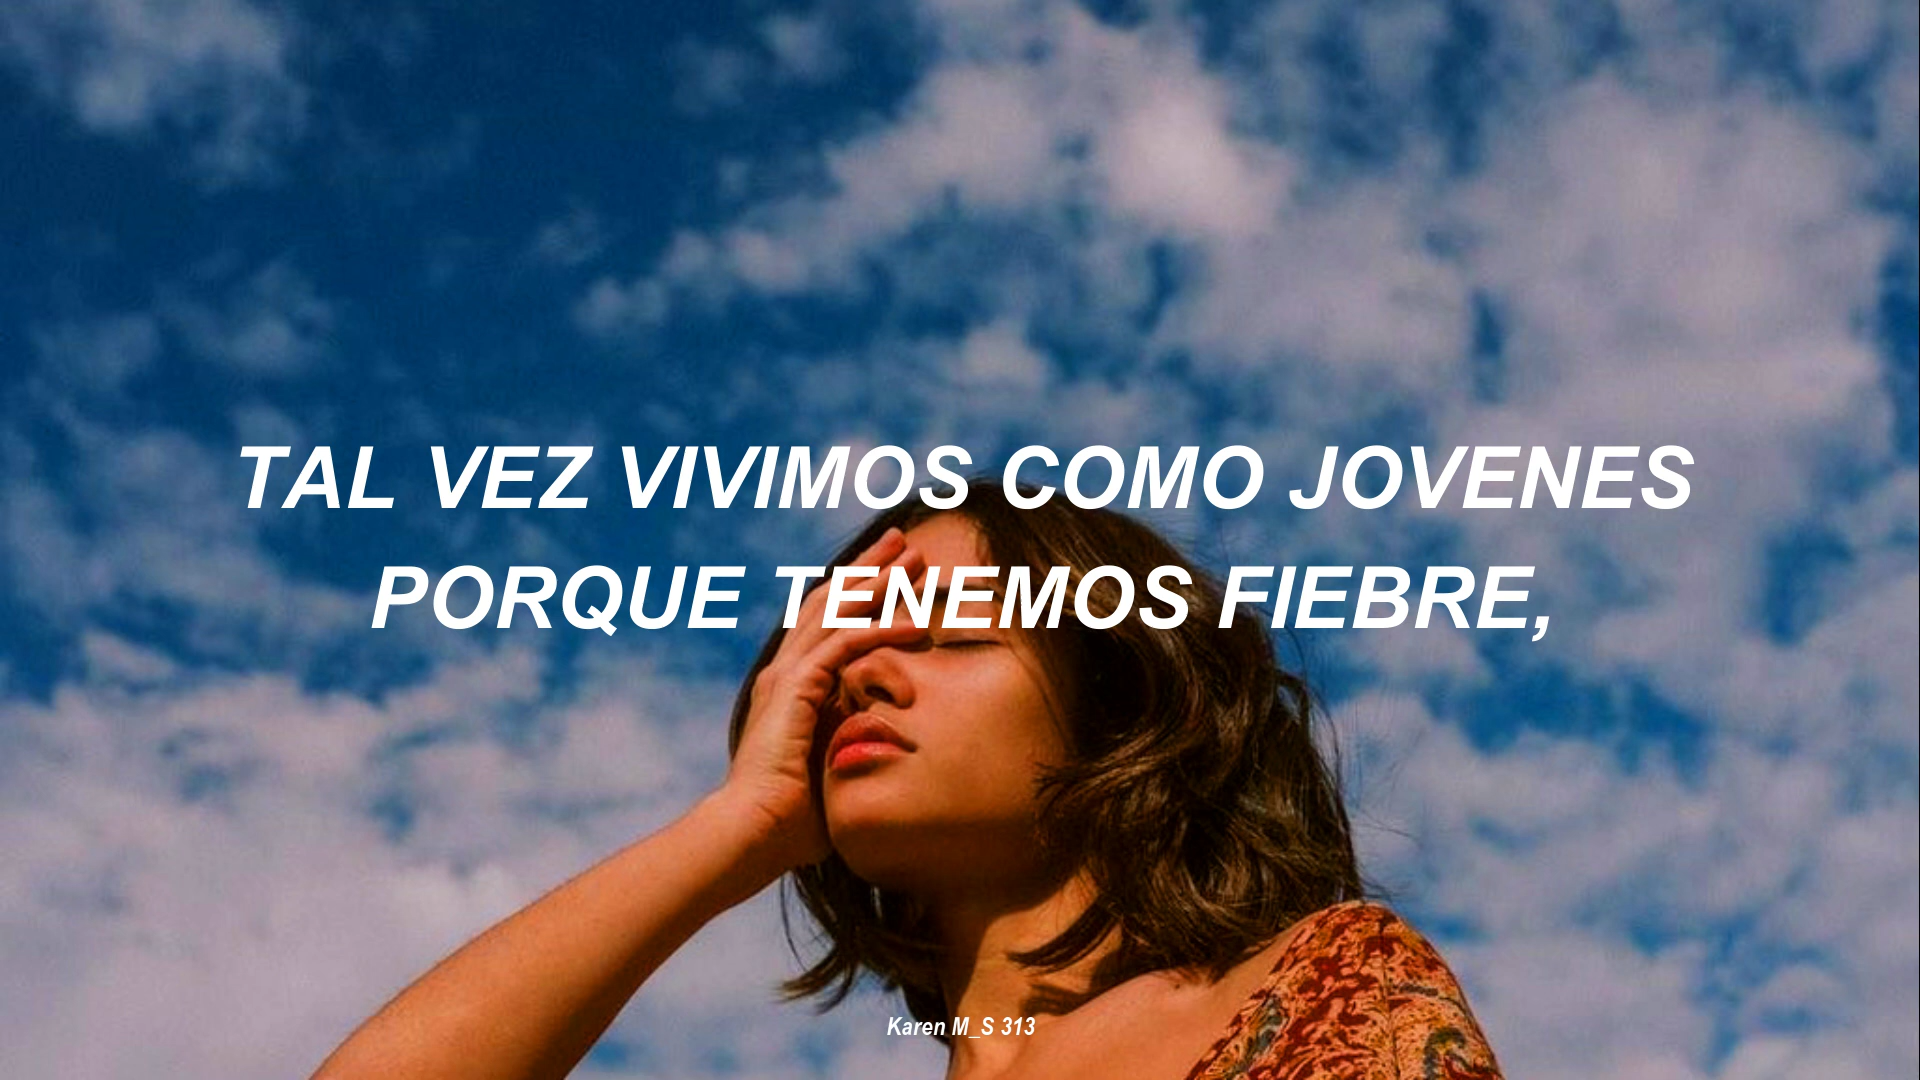 TAL VEZ VIVIMOS COMO JOVENES
PORQUE TENEMOS FIEBRE,
Karen M_S 313